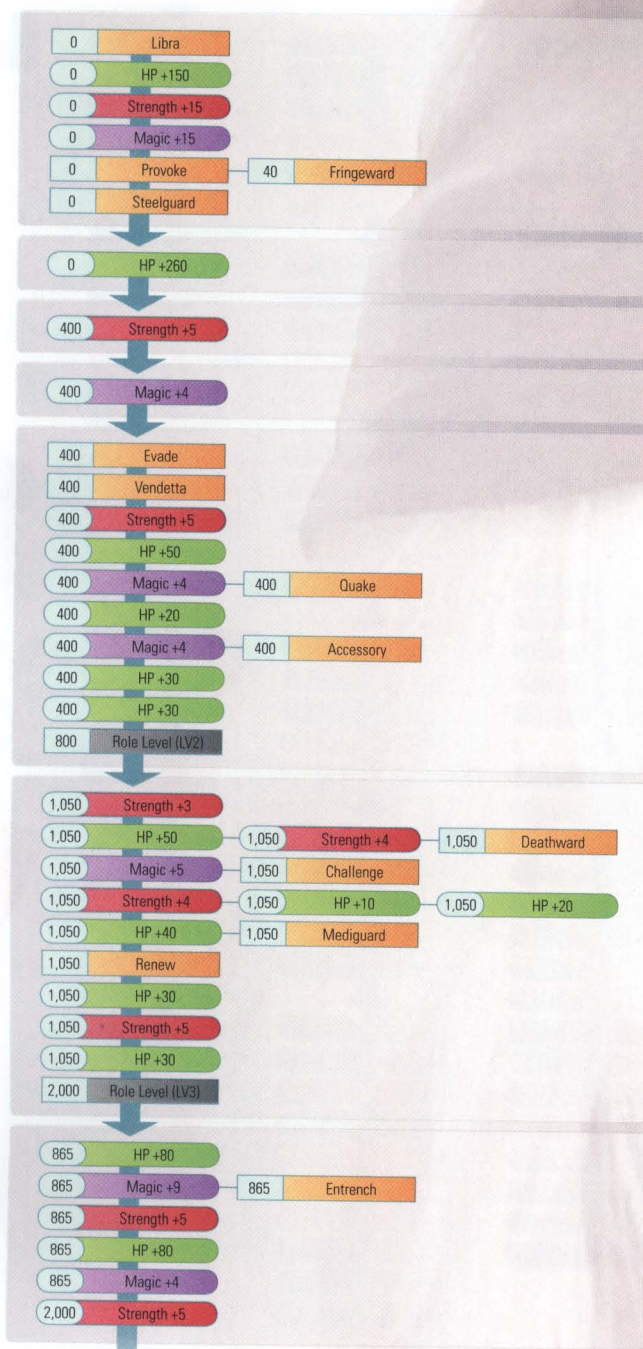 0 Libra
0 HP +150
0 Strength +15
0 Magic +15
0 Provoke 40 Fringeward
0 Steelguard
0 HP +260
400 Strength +5
400 Magic +4
400 Evade
400 Vendetta
400 Strength +5
400 HP +50
400 Magic +4 400 Quake
400 HP +20
400 Magic +4 400 Accessory
400 HP +30
400 HP +30
800 Role Level (LV2)
1,050 Strength +3
1,050 HP +50 1,050 Strength +4 1,050 Deathward
1,050 Magic +5 1,050 Challenge
1,050 Strength +4 1,050 HP +10 1,050 HP +20
1,050 HP +40 1,050 Mediguard
1,050 Renew
1,050 HP +30
1,050 Strength +5
1,050 HP +30
2,000 Role Level (LV3)
865 HP +80
865 Magic +9 865 Entrench
865 Strength +5
865 HP +80
865 Magic +4
2,000 Strength +5